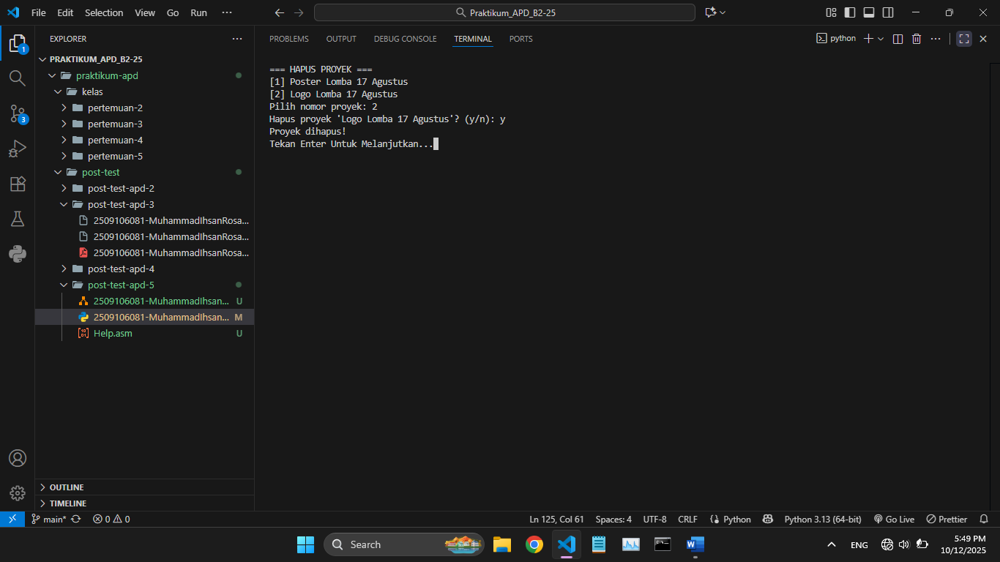 File Edit Selection View Go Run ···
Praktikum_APD_B2-25
EXPLORER ···
PRAKTIKUM_APD_B2-25
praktikum-apd
kelas
pertemuan-2
pertemuan-3
pertemuan-4
pertemuan-5
post-test
post-test-apd-2
post-test-apd-3
2509106081-MuhammadIhsanRosa...
2509106081-MuhammadIhsanRosa...
2509106081-MuhammadIhsanRosa...
post-test-apd-4
post-test-apd-5
2509106081-MuhammadIhsan... U
2509106081-MuhammadIhsan... M
Help.asm U
OUTLINE
TIMELINE
1
3
PROBLEMS OUTPUT DEBUG CONSOLE TERMINAL PORTS
python ···
=== HAPUS PROYEK ===
[1] Poster Lomba 17 Agustus
[2] Logo Lomba 17 Agustus
Pilih nomor proyek: 2
Hapus proyek 'Logo Lomba 17 Agustus'? (y/n): y
Proyek dihapus!
Tekan Enter Untuk Melanjutkan...
main* 0 0
Ln 125, Col 61 Spaces: 4 UTF-8 CRLF Python Python 3.13 (64-bit) Go Live Prettier
Search
ENG
5:49 PM
10/12/2025